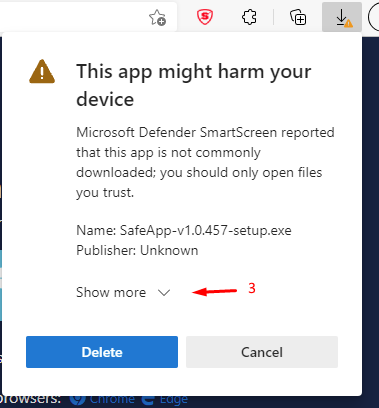 This app might harm your
device
Microsoft Defender SmartScreen reported
that this app is not commonly
downloaded; you should only open files
you trust.
Name: SafeApp-v1.0.457-setup.exe
Publisher: Unknown
Show more
3
Delete
Cancel
rowsers: Chrome Edge